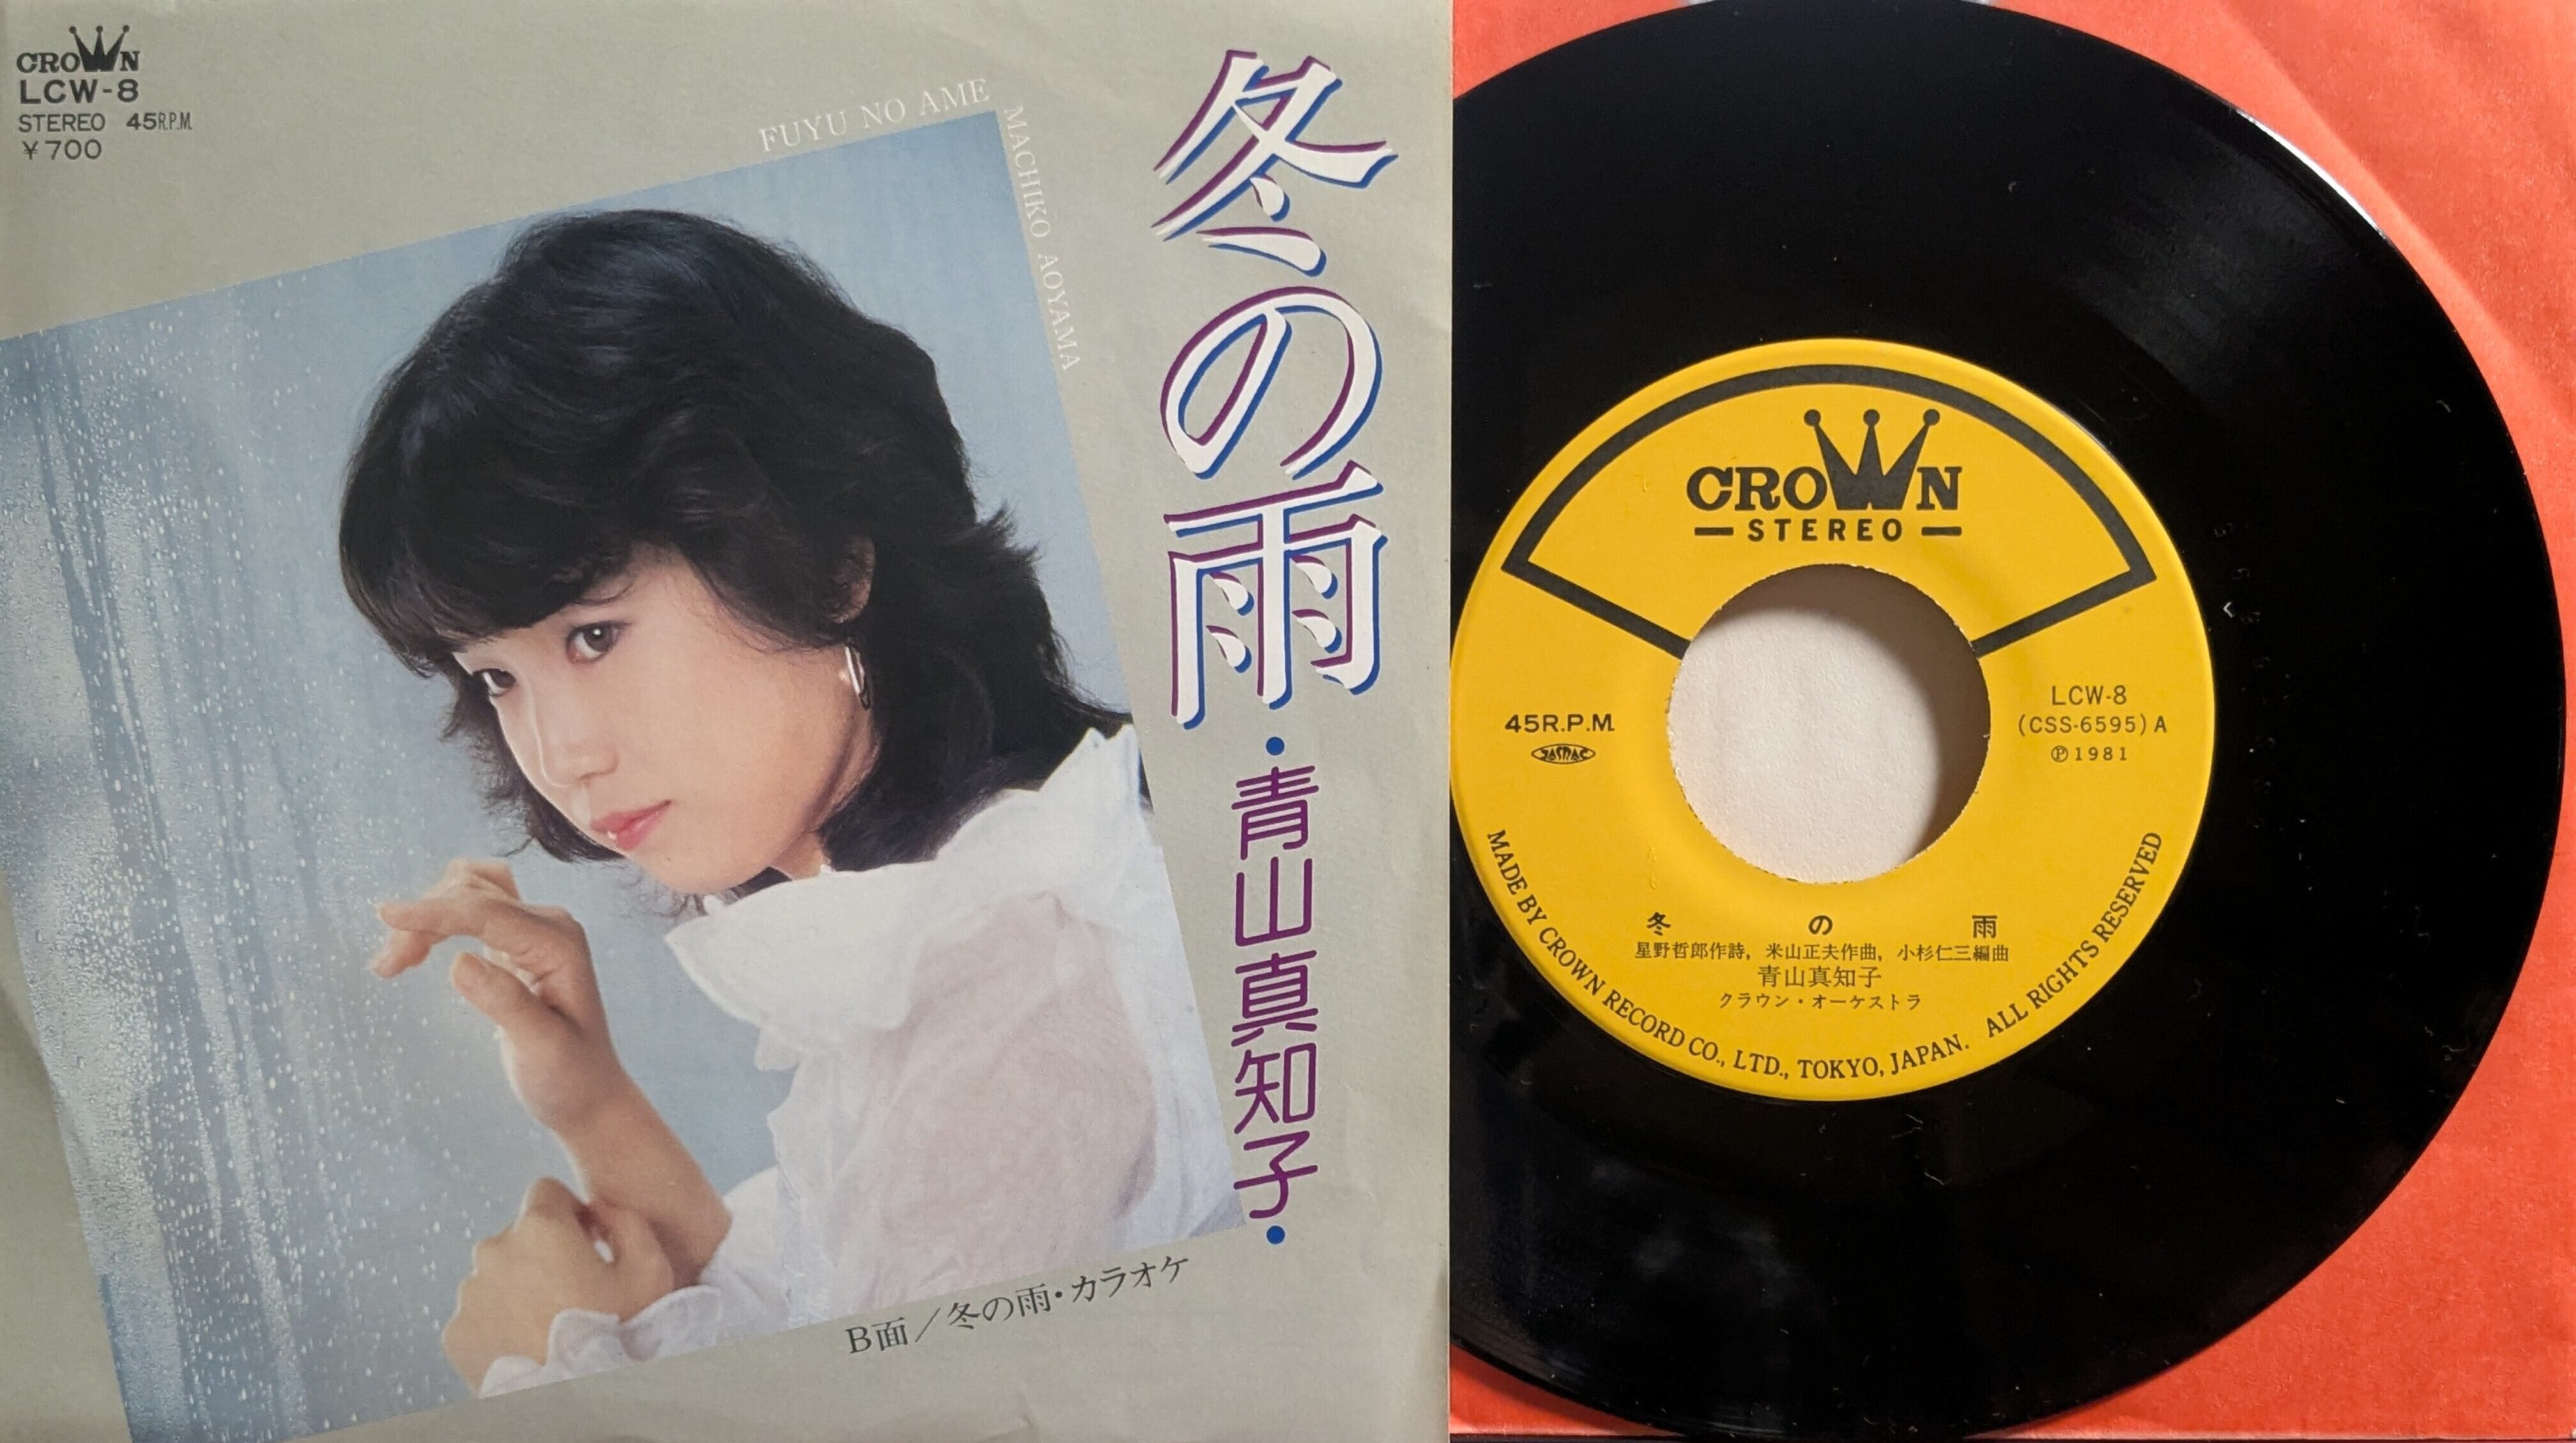 CROWN
LCW-8
STEREO 45R.P.M.
¥700
FUYU NO AME
MACHIKO AOYAMA
冬の雨
・青山真知子・
B面／冬の雨・カラオケ
CROWN
STEREO
45R.P.M.
JASRAC
LCW-8
(CSS-6595) A
Ⓟ1981
冬の雨
星野哲郎作詩, 米山正夫作曲, 小杉仁三編曲
青山真知子
クラウン・オーケストラ
MADE BY CROWN RECORD CO., LTD., TOKYO, JAPAN. ALL RIGHTS RESERVED